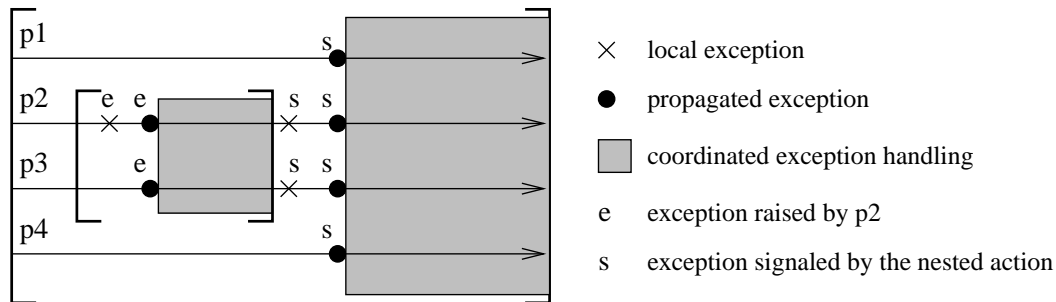 p1
s
p2
e e s s
p3
e s s
p4
s
local exception
propagated exception
coordinated exception handling
e exception raised by p2
s exception signaled by the nested action